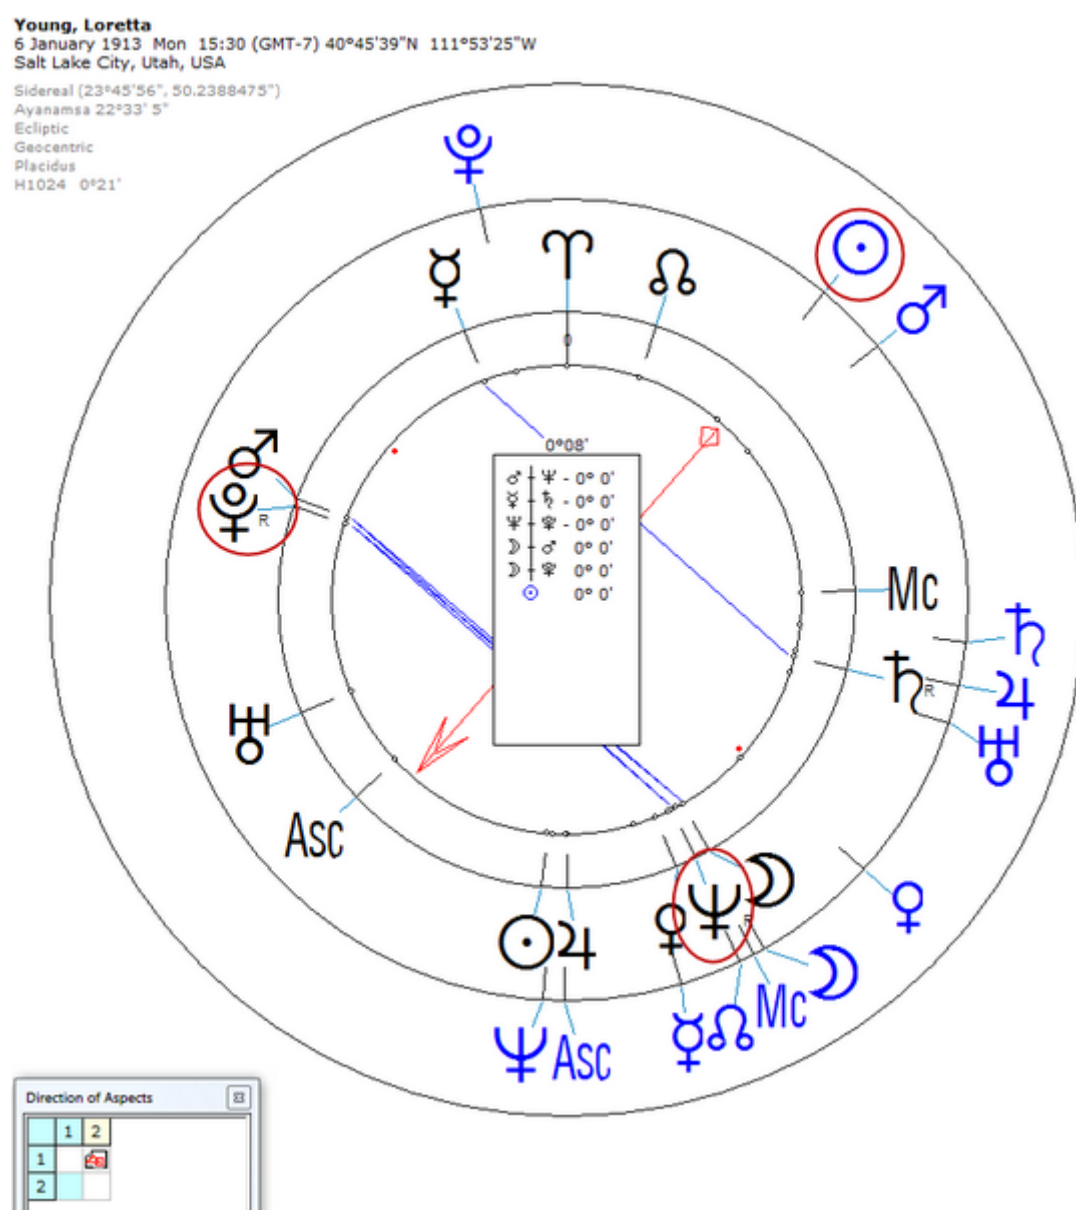 Young, Loretta
6 January 1913 Mon 15:30 (GMT-7) 40°45'39"N 111°53'25"W
Salt Lake City, Utah, USA
Sidereal (23°45'56", 50.2388475")
Ayanamsa 22°33' 5"
Ecliptic
Geocentric
Placidus
H1024 0°21'
♇
☿ ♈ ☊
☉
♂
0
♂
♇ R
0°08'
♂ ♆ - 0° 0'
☿ ♄ - 0° 0'
♆ ♇ - 0° 0'
☽ ♂ 0° 0'
☽ ♇ 0° 0'
☉ 0° 0'
Mc
♄
♄ R
♃
♅
♅
Asc
☉ ♃
♀ ♆ R ☽
♀
♆ Asc
☿ ☊ Mc ☽
Direction of Aspects
1 2
1
2